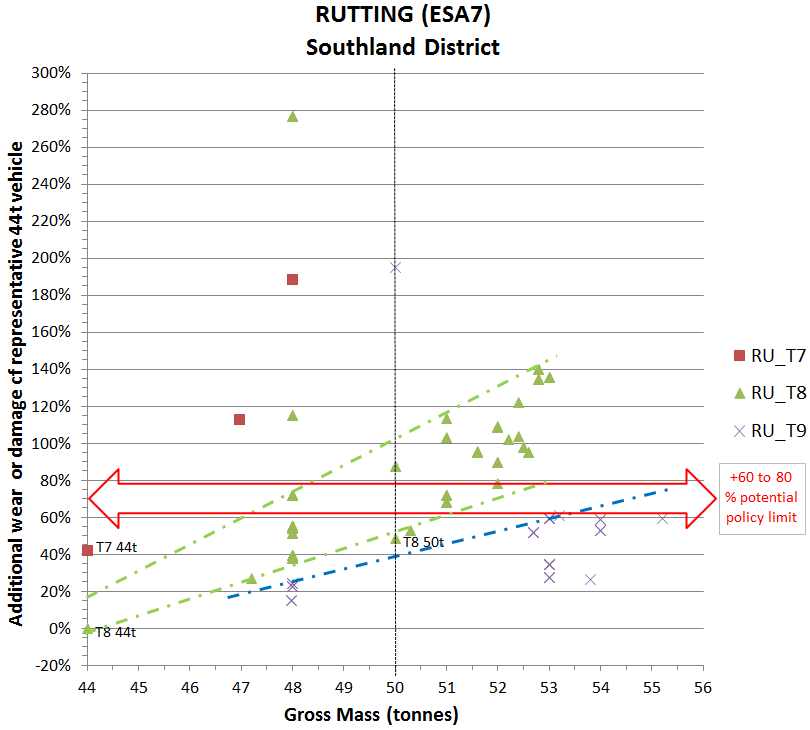 RUTTING (ESA7)
Southland District
Additional wear or damage cf representative 44t vehicle
300%
280%
260%
240%
220%
200%
180%
160%
140%
120%
100%
80%
60%
40%
20%
0%
-20%
T7 44t
T8 50t
T8 44t
RU_T7
RU_T8
RU_T9
+60 to 80
% potential
policy limit
44 45 46 47 48 49 50 51 52 53 54 55 56
Gross Mass (tonnes)